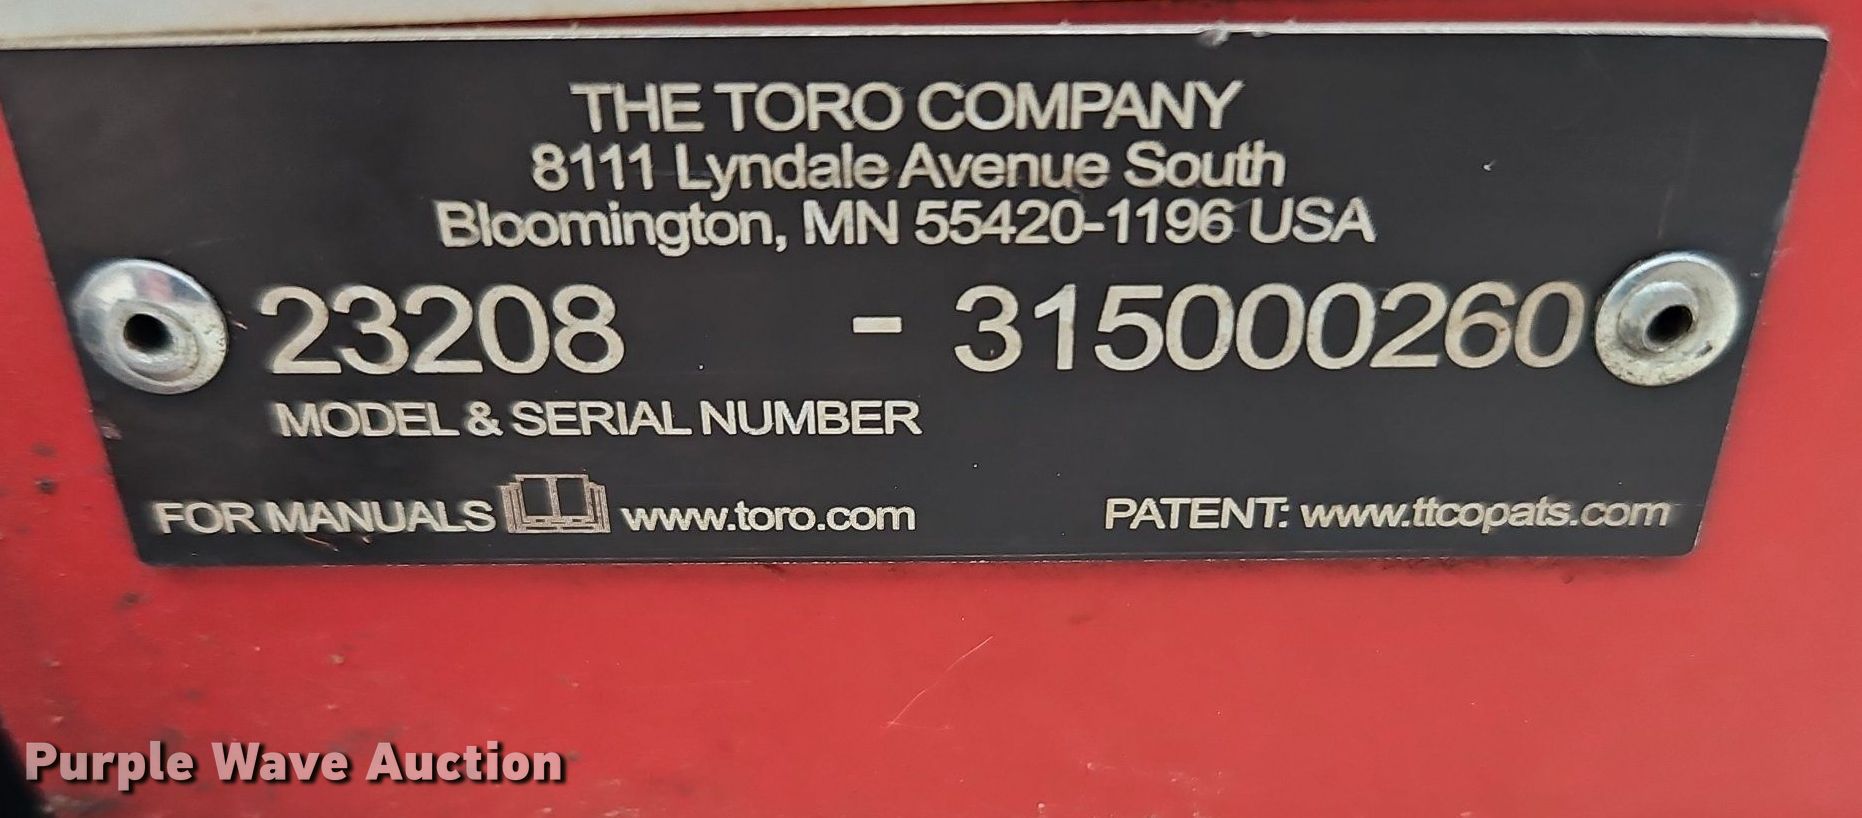 THE TORO COMPANY
8111 Lyndale Avenue South
Bloomington, MN 55420-1196 USA
23208 - 315000260
MODEL & SERIAL NUMBER
FOR MANUALS www.toro.com
PATENT: www.ttcopats.com
Purple Wave Auction